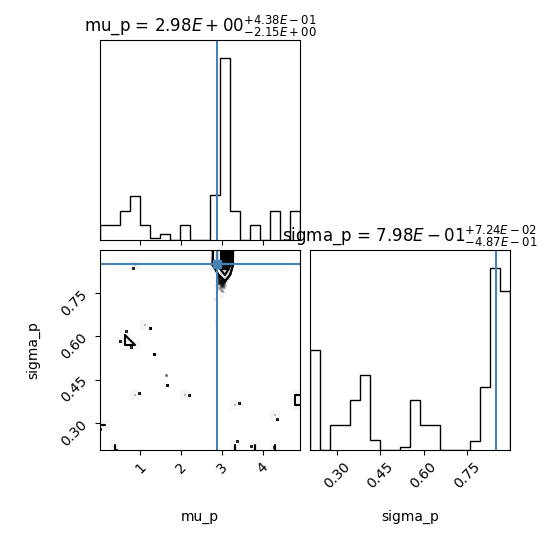 mu_p = 2.98E+00+4.38E−01 −2.15E+00
sigma_p = 7.98E−01+7.24E−02 −4.87E−01
0.75
0.60
0.45
0.30
sigma_p
1 2 3 4
0.30 0.45 0.60 0.75
mu_p
sigma_p